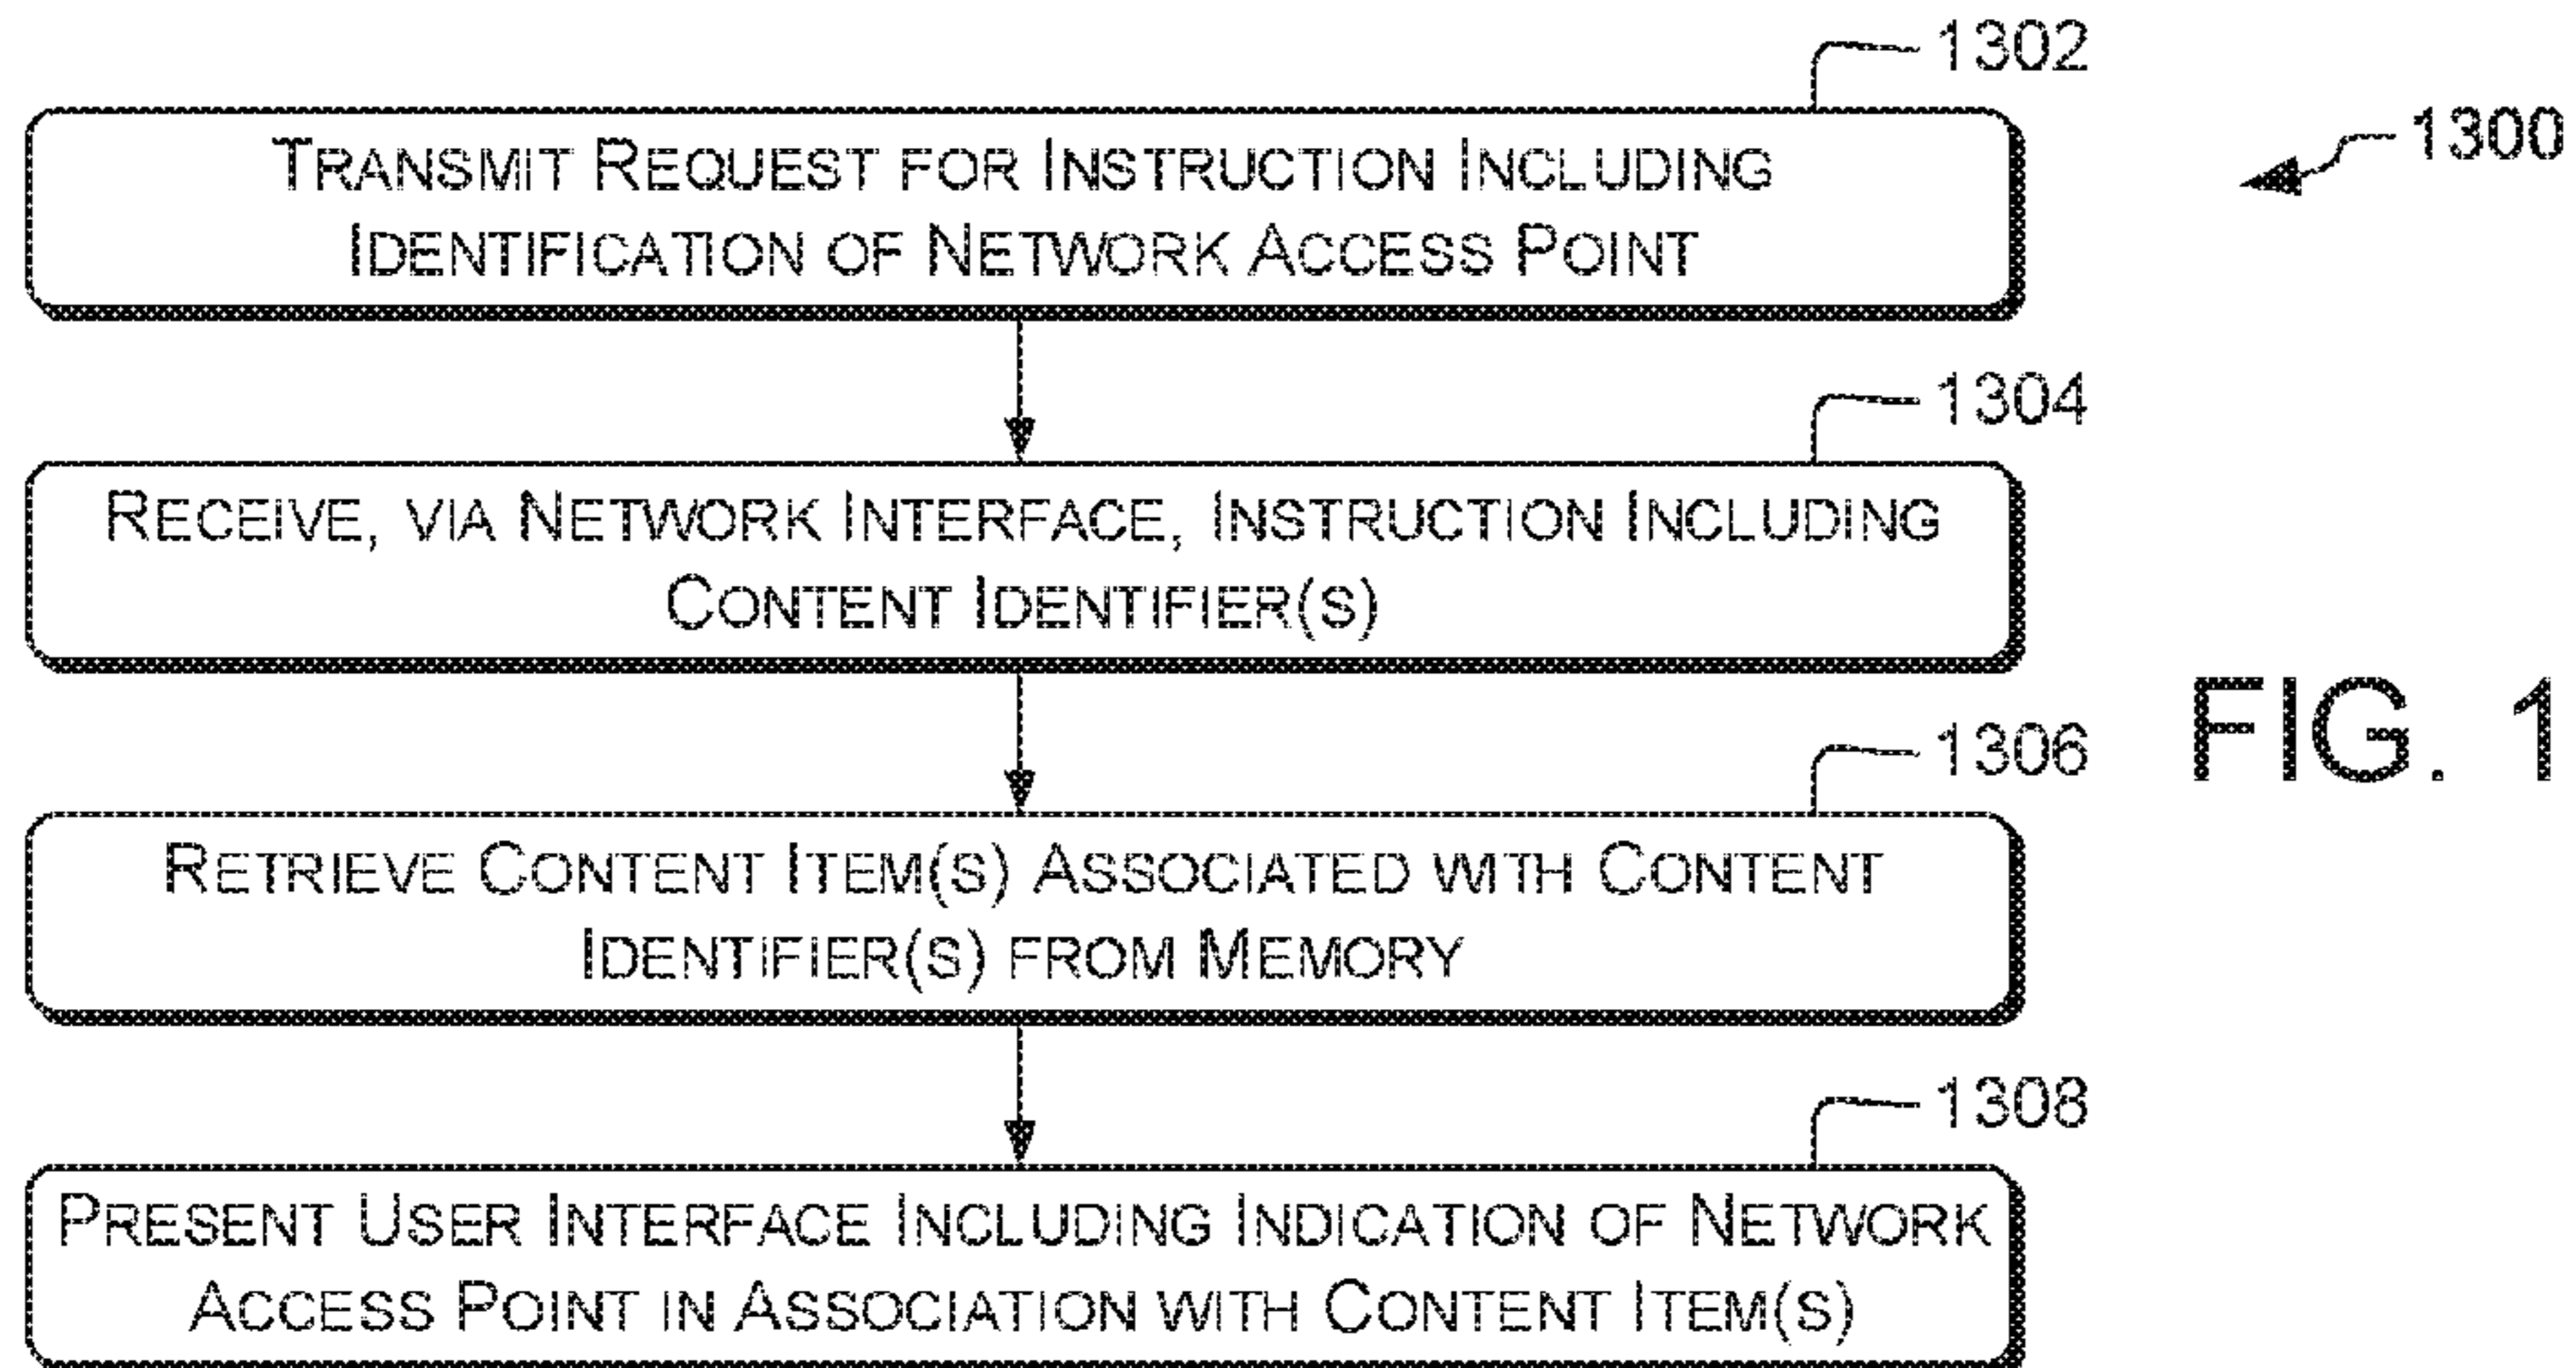 1302
1300
TRANSMIT REQUEST FOR INSTRUCTION INCLUDING
IDENTIFICATION OF NETWORK ACCESS POINT
1304
RECEIVE, VIA NETWORK INTERFACE, INSTRUCTION INCLUDING
CONTENT IDENTIFIER(S)
FIG. 1
1306
RETRIEVE CONTENT ITEM(S) ASSOCIATED WITH CONTENT
IDENTIFIER(S) FROM MEMORY
1308
PRESENT USER INTERFACE INCLUDING INDICATION OF NETWORK
ACCESS POINT IN ASSOCIATION WITH CONTENT ITEM(S)